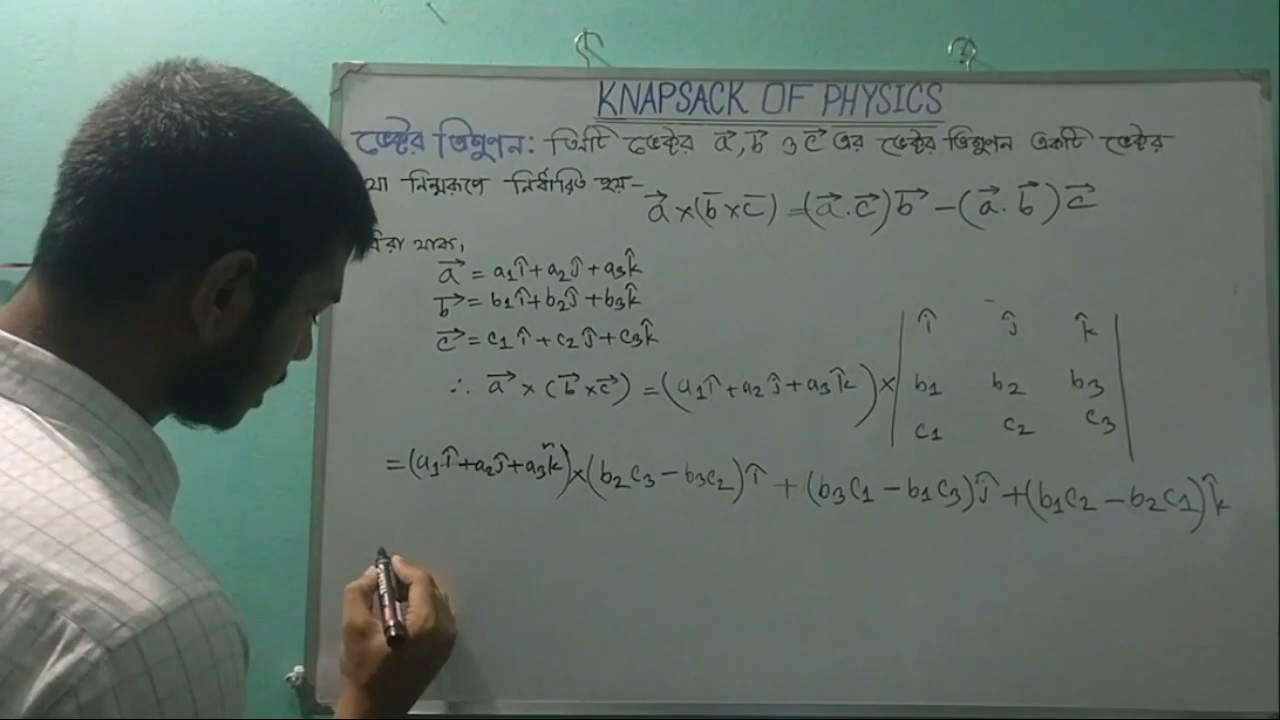 KNAPSACK OF PHYSICS
ভেক্টর ত্রিগুণন: তিনটি ভেক্টর a⃗, b⃗ ও c⃗ এর ভেক্টর ত্রিগুণন একটি ভেক্টর
যা নিম্নরূপে নির্ধারিত হয়-
a⃗ × (b̅ × c̅) = (a⃗ . c⃗) b⃗ − (a⃗ . b⃗) c⃗
ধরা যাক,
a⃗ = a₁î + a₂ĵ + a₃k̂
b⃗ = b₁î + b₂ĵ + b₃k̂
c⃗ = c₁î + c₂ĵ + c₃k̂
î ĵ k̂
∴ a⃗ × (b⃗ × c⃗) = (a₁î + a₂ĵ + a₃k̂) × | b₁ b₂ b₃ |
c₁ c₂ c₃
= (a₁î + a₂ĵ + a₃k̂) × (b₂c₃ − b₃c₂)î + (b₃c₁ − b₁c₃)ĵ + (b₁c₂ − b₂c₁)k̂